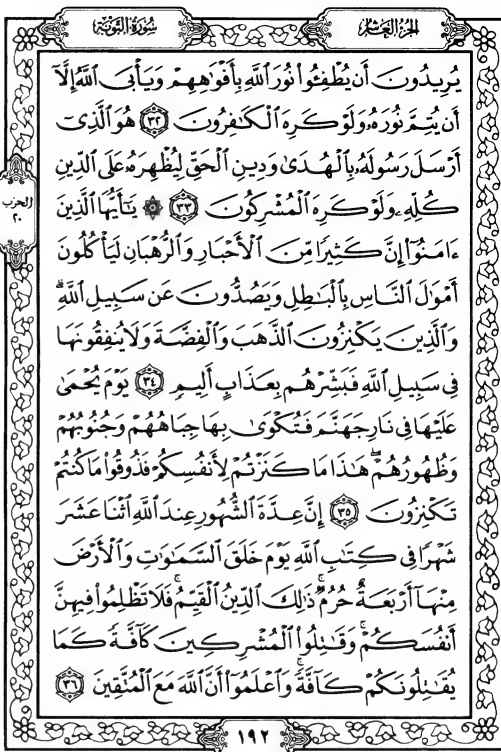 الجزء العاشر
سورة التوبة
يُرِيدُونَ أَن يُطْفِـُٔوا۟ نُورَ ٱللَّهِ بِأَفْوَٰهِهِمْ وَيَأْبَى ٱللَّهُ إِلَّآ
أَن يُتِمَّ نُورَهُۥ وَلَوْ كَرِهَ ٱلْكَٰفِرُونَ ٣٢ هُوَ ٱلَّذِىٓ
أَرْسَلَ رَسُولَهُۥ بِٱلْهُدَىٰ وَدِينِ ٱلْحَقِّ لِيُظْهِرَهُۥ عَلَى ٱلدِّينِ
كُلِّهِۦ وَلَوْ كَرِهَ ٱلْمُشْرِكُونَ ٣٣ ۞ يَٰٓأَيُّهَا ٱلَّذِينَ
ءَامَنُوٓا۟ إِنَّ كَثِيرًا مِّنَ ٱلْأَحْبَارِ وَٱلرُّهْبَانِ لَيَأْكُلُونَ
أَمْوَٰلَ ٱلنَّاسِ بِٱلْبَٰطِلِ وَيَصُدُّونَ عَن سَبِيلِ ٱللَّهِ ۗ
وَٱلَّذِينَ يَكْنِزُونَ ٱلذَّهَبَ وَٱلْفِضَّةَ وَلَا يُنفِقُونَهَا
فِى سَبِيلِ ٱللَّهِ فَبَشِّرْهُم بِعَذَابٍ أَلِيمٍ ٣٤ يَوْمَ يُحْمَىٰ
عَلَيْهَا فِى نَارِ جَهَنَّمَ فَتُكْوَىٰ بِهَا جِبَاهُهُمْ وَجُنُوبُهُمْ
وَظُهُورُهُمْ ۖ هَٰذَا مَا كَنَزْتُمْ لِأَنفُسِكُمْ فَذُوقُوا۟ مَا كُنتُمْ
تَكْنِزُونَ ٣٥ إِنَّ عِدَّةَ ٱلشُّهُورِ عِندَ ٱللَّهِ ٱثْنَا عَشَرَ
شَهْرًا فِى كِتَٰبِ ٱللَّهِ يَوْمَ خَلَقَ ٱلسَّمَٰوَٰتِ وَٱلْأَرْضَ
مِنْهَآ أَرْبَعَةٌ حُرُمٌ ۚ ذَٰلِكَ ٱلدِّينُ ٱلْقَيِّمُ ۚ فَلَا تَظْلِمُوا۟ فِيهِنَّ
أَنفُسَكُمْ ۚ وَقَٰتِلُوا۟ ٱلْمُشْرِكِينَ كَآفَّةً كَمَا
يُقَٰتِلُونَكُمْ كَآفَّةً ۚ وَٱعْلَمُوٓا۟ أَنَّ ٱللَّهَ مَعَ ٱلْمُتَّقِينَ ٣٦
الحزب
٢٠
١٩٢